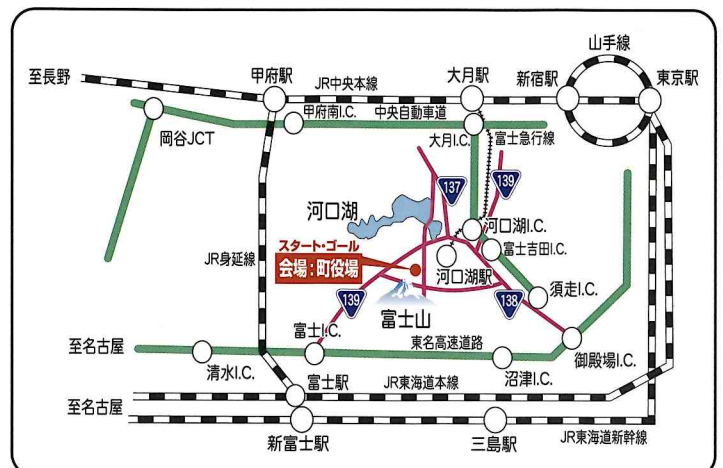 山手線
至長野
甲府駅
JR中央本線
大月駅
新宿駅
東京駅
岡谷JCT
甲府南I.C.
中央自動車道
大月I.C.
富士急行線
137
139
河口湖
河口湖I.C.
富士吉田I.C.
スタート・ゴール
会場：町役場
JR身延線
河口湖駅
須走I.C.
139
富士山
138
富士I.C.
東名高速道路
御殿場I.C.
至名古屋
清水I.C.
沼津I.C.
富士駅
JR東海道本線
至名古屋
新富士駅
三島駅
JR東海道新幹線